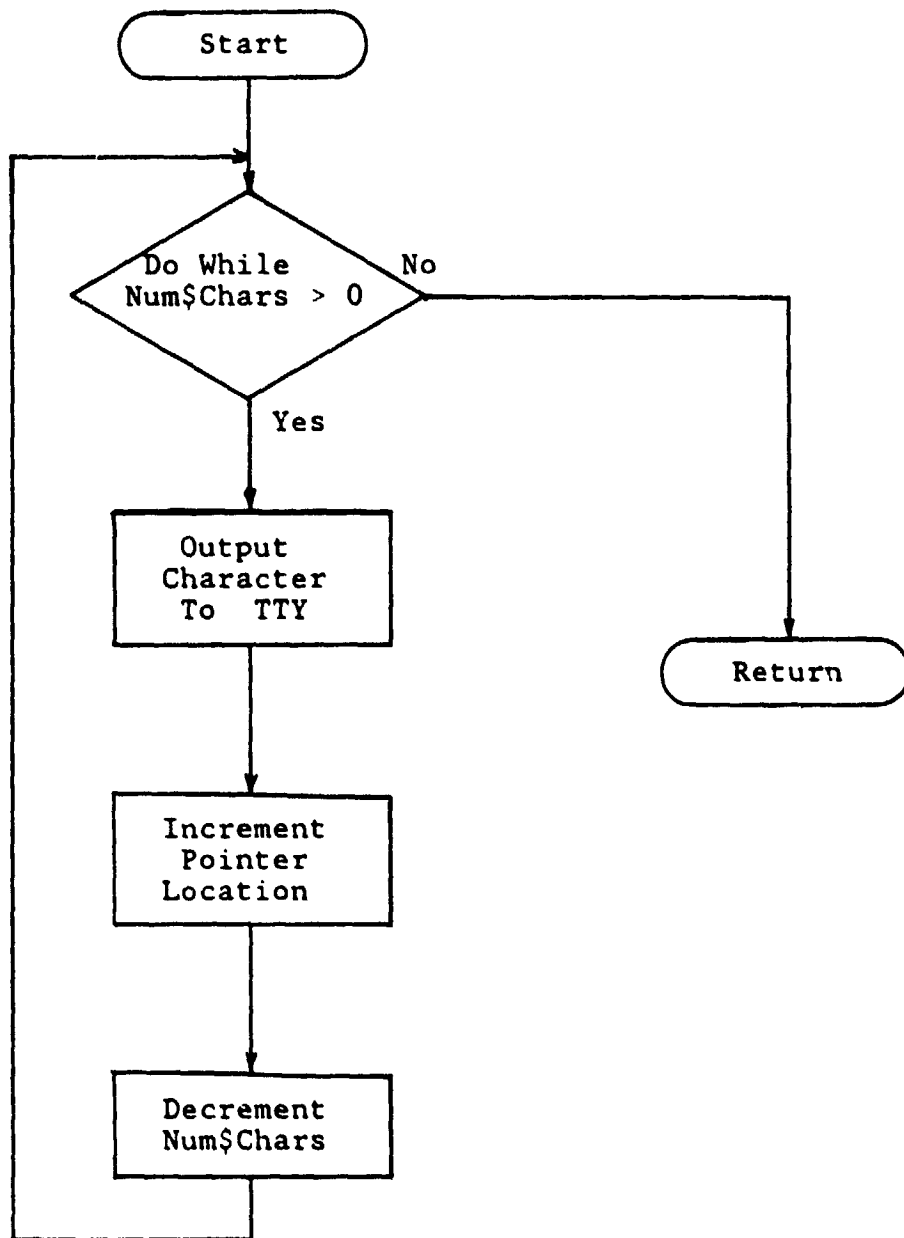 Start
Do While
Num$Chars > 0
No
Yes
Output
Character
To TTY
Return
Increment
Pointer
Location
Decrement
Num$Chars